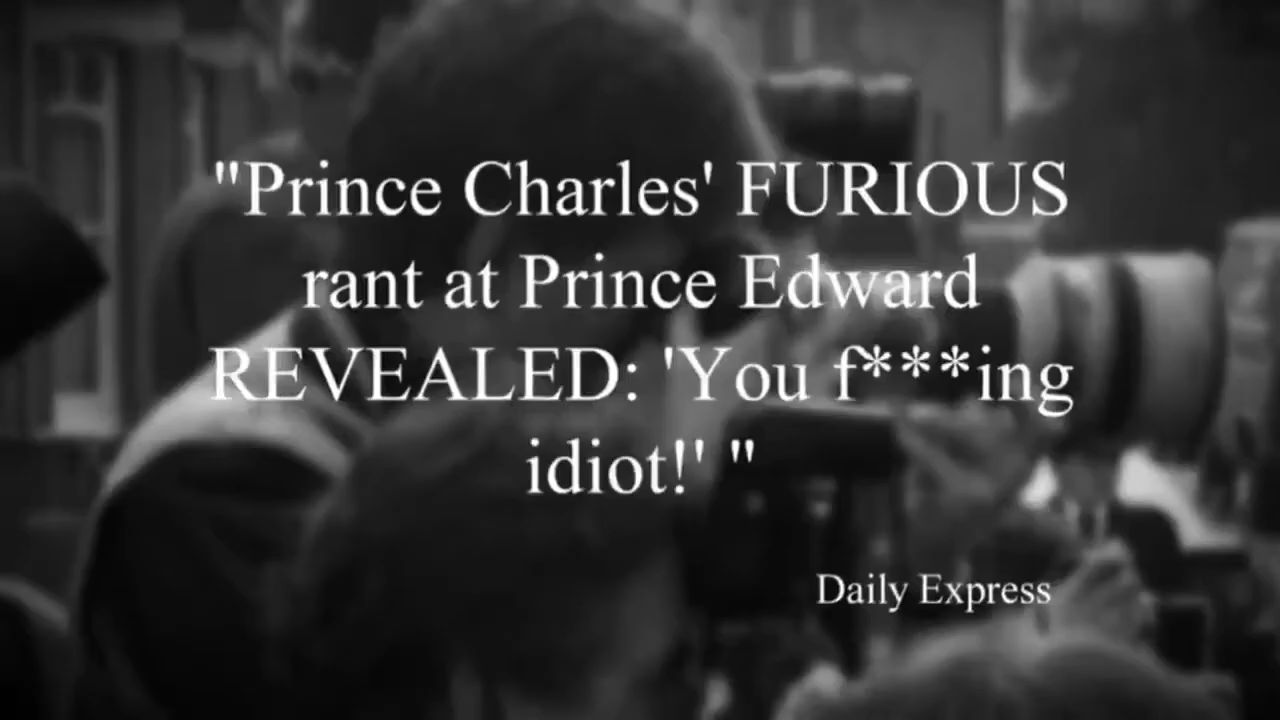 "Prince Charles' FURIOUS
rant at Prince Edward
REVEALED: 'You f***ing
idiot!' "
Daily Express